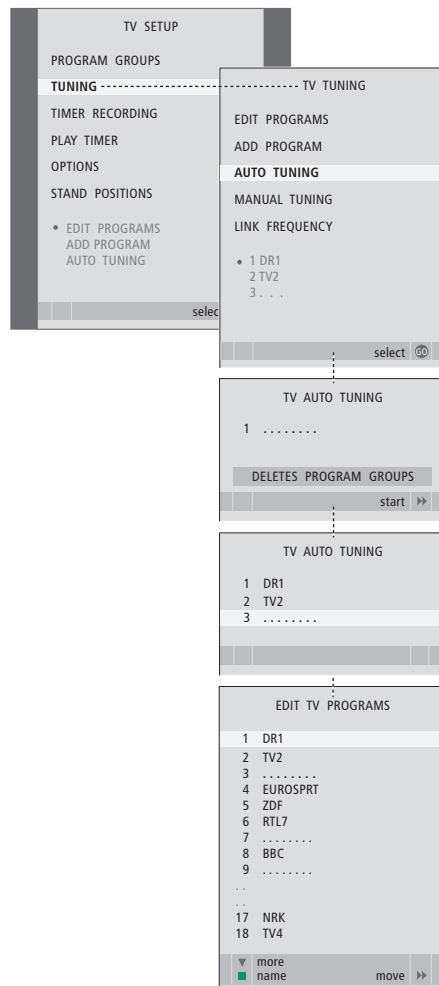 TV SETUP
PROGRAM GROUPS
TUNING
TIMER RECORDING
PLAY TIMER
OPTIONS
STAND POSITIONS
• EDIT PROGRAMS
ADD PROGRAM
AUTO TUNING
selec
TV TUNING
EDIT PROGRAMS
ADD PROGRAM
AUTO TUNING
MANUAL TUNING
LINK FREQUENCY
• 1 DR1
2 TV2
3 . . .
select GO
TV AUTO TUNING
1 . . . . . . . .
DELETES PROGRAM GROUPS
start
TV AUTO TUNING
1 DR1
2 TV2
3 . . . . . . . .
EDIT TV PROGRAMS
1 DR1
2 TV2
3 . . . . . . . .
4 EUROSPRT
5 ZDF
6 RTL7
7 . . . . . . . .
8 BBC
9 . . . . . . . .
. .
. .
17 NRK
18 TV4
more
name move